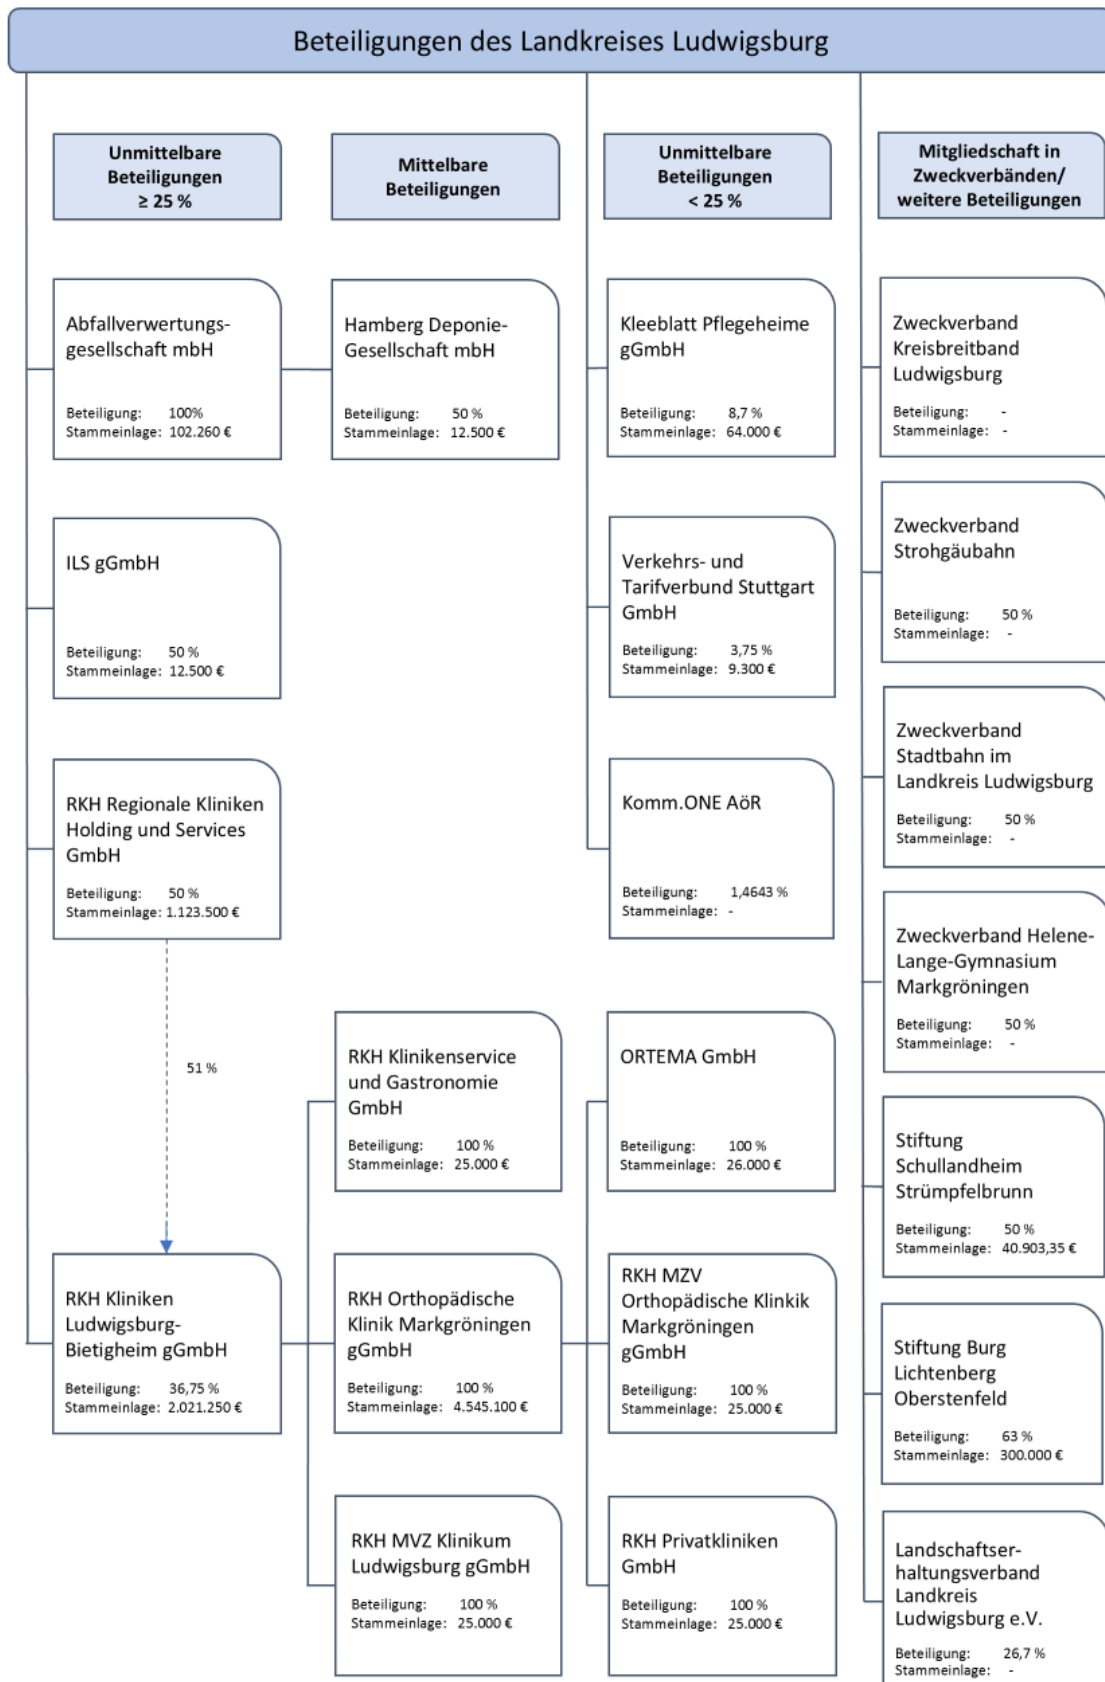 Beteiligungen des Landkreises Ludwigsburg
Unmittelbare
Beteiligungen
≥ 25 %
Mittelbare
Beteiligungen
Unmittelbare
Beteiligungen
< 25 %
Mitgliedschaft in
Zweckverbänden/
weitere Beteiligungen
Abfallverwertungs-
gesellschaft mbH
Beteiligung: 100%
Stammeinlage: 102.260 €
Hamberg Deponie-
Gesellschaft mbH
Beteiligung: 50 %
Stammeinlage: 12.500 €
Kleeblatt Pflegeheime
gGmbH
Beteiligung: 8,7 %
Stammeinlage: 64.000 €
Zweckverband
Kreisbreitband
Ludwigsburg
Beteiligung: -
Stammeinlage: -
ILS gGmbH
Beteiligung: 50 %
Stammeinlage: 12.500 €
Verkehrs- und
Tarifverbund Stuttgart
GmbH
Beteiligung: 3,75 %
Stammeinlage: 9.300 €
Zweckverband
Strohgäubahn
Beteiligung: 50 %
Stammeinlage: -
RKH Regionale Kliniken
Holding und Services
GmbH
Beteiligung: 50 %
Stammeinlage: 1.123.500 €
Komm.ONE AöR
Beteiligung: 1,4643 %
Stammeinlage: -
Zweckverband
Stadtbahn im
Landkreis Ludwigsburg
Beteiligung: 50 %
Stammeinlage: -
Zweckverband Helene-
Lange-Gymnasium
Markgröningen
Beteiligung: 50 %
Stammeinlage: -
51 %
RKH Klinikenservice
und Gastronomie
GmbH
Beteiligung: 100 %
Stammeinlage: 25.000 €
ORTEMA GmbH
Beteiligung: 100 %
Stammeinlage: 26.000 €
Stiftung
Schullandheim
Strümpfelbrunn
Beteiligung: 50 %
Stammeinlage: 40.903,35 €
RKH Kliniken
Ludwigsburg-
Bietigheim gGmbH
Beteiligung: 36,75 %
Stammeinlage: 2.021.250 €
RKH Orthopädische
Klinik Markgröningen
gGmbH
Beteiligung: 100 %
Stammeinlage: 4.545.100 €
RKH MZV
Orthopädische Klinkik
Markgröningen
gGmbH
Beteiligung: 100 %
Stammeinlage: 25.000 €
Stiftung Burg
Lichtenberg
Oberstenfeld
Beteiligung: 63 %
Stammeinlage: 300.000 €
RKH MVZ Klinikum
Ludwigsburg gGmbH
Beteiligung: 100 %
Stammeinlage: 25.000 €
RKH Privatkliniken
GmbH
Beteiligung: 100 %
Stammeinlage: 25.000 €
Landschaftser-
haltungsverband
Landkreis
Ludwigsburg e.V.
Beteiligung: 26,7 %
Stammeinlage: -